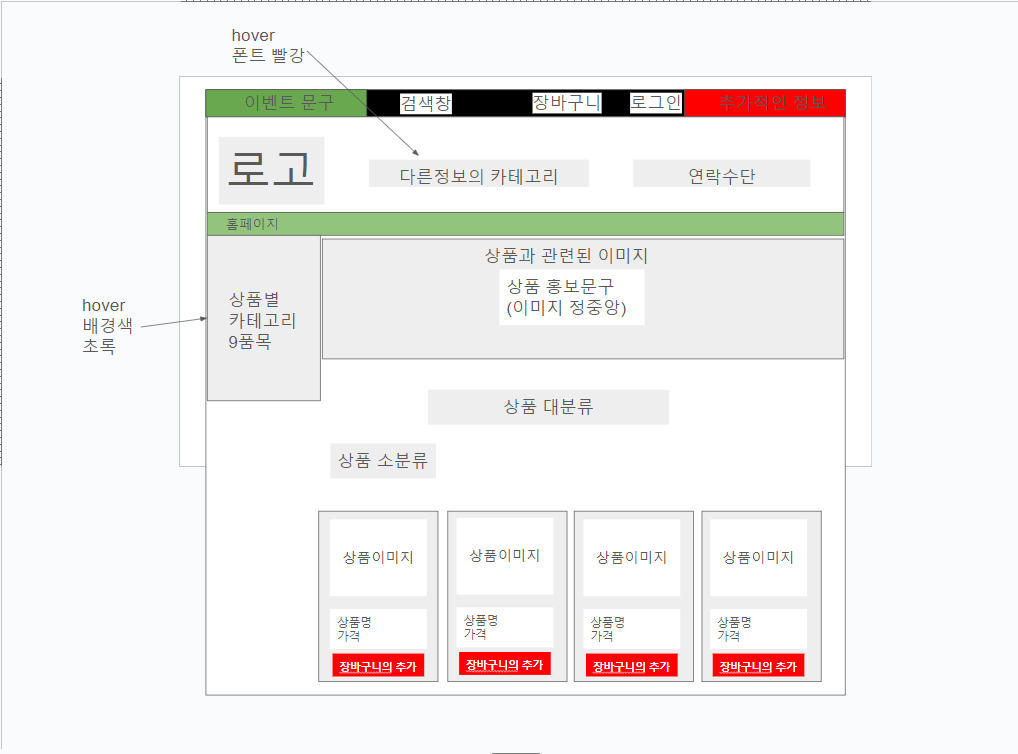 hover
폰트 빨강
이벤트 문구
검색창
장바구니
로그인
추가적인 정보
로고
다른정보의 카테고리
연락수단
홈페이지
hover
배경색
초록
상품별
카테고리
9품목
상품과 관련된 이미지
상품 홍보문구
(이미지 정중앙)
상품 대분류
상품 소분류
상품이미지
상품명
가격
장바구니의 추가
상품이미지
상품명
가격
장바구니의 추가
상품이미지
상품명
가격
장바구니의 추가
상품이미지
상품명
가격
장바구니의 추가